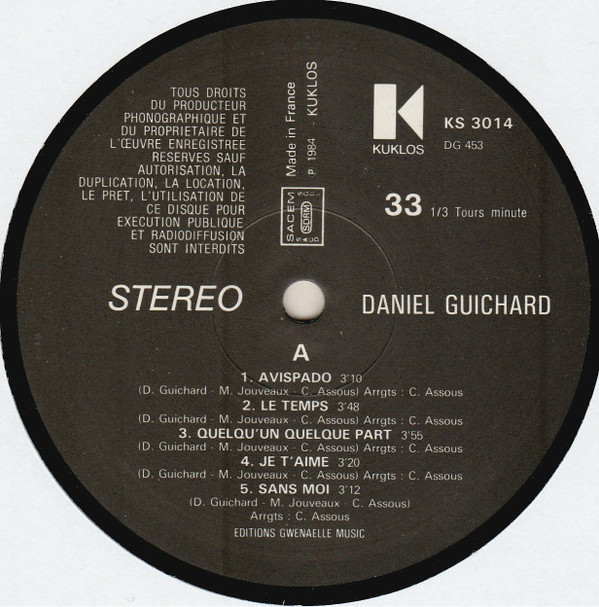 TOUS DROITS
DU PRODUCTEUR
PHONOGRAPHIQUE ET
DU PROPRIETAIRE DE
L'ŒUVRE ENREGISTREE
RESERVES SAUF
AUTORISATION, LA
DUPLICATION, LA LOCATION,
LE PRET, L'UTILISATION DE
CE DISQUE POUR
EXECUTION PUBLIQUE
ET RADIODIFFUSION
SONT INTERDITS
Made in France
P 1984 - KUKLOS
SACEM
SDRM
KUKLOS
KS 3014
DG 453
33 1/3 Tours minute
STEREO
DANIEL GUICHARD
A
1. AVISPADO 3'10
(D. Guichard - M. Jouveaux - C. Assous) Arrgts : C. Assous
2. LE TEMPS 3'48
(D. Guichard - M. Jouveaux - C. Assous) Arrgts : C. Assous
3. QUELQU'UN QUELQUE PART 3'55
(D. Guichard - M. Jouveaux - C. Assous) Arrgts : C. Assous
4. JE T'AIME 3'20
(D. Guichard - M. Jouveaux - C. Assous) Arrgts : C. Assous
5. SANS MOI 3'12
(D. Guichard - M. Jouveaux - C. Assous)
Arrgts : C. Assous
EDITIONS GWENAELLE MUSIC